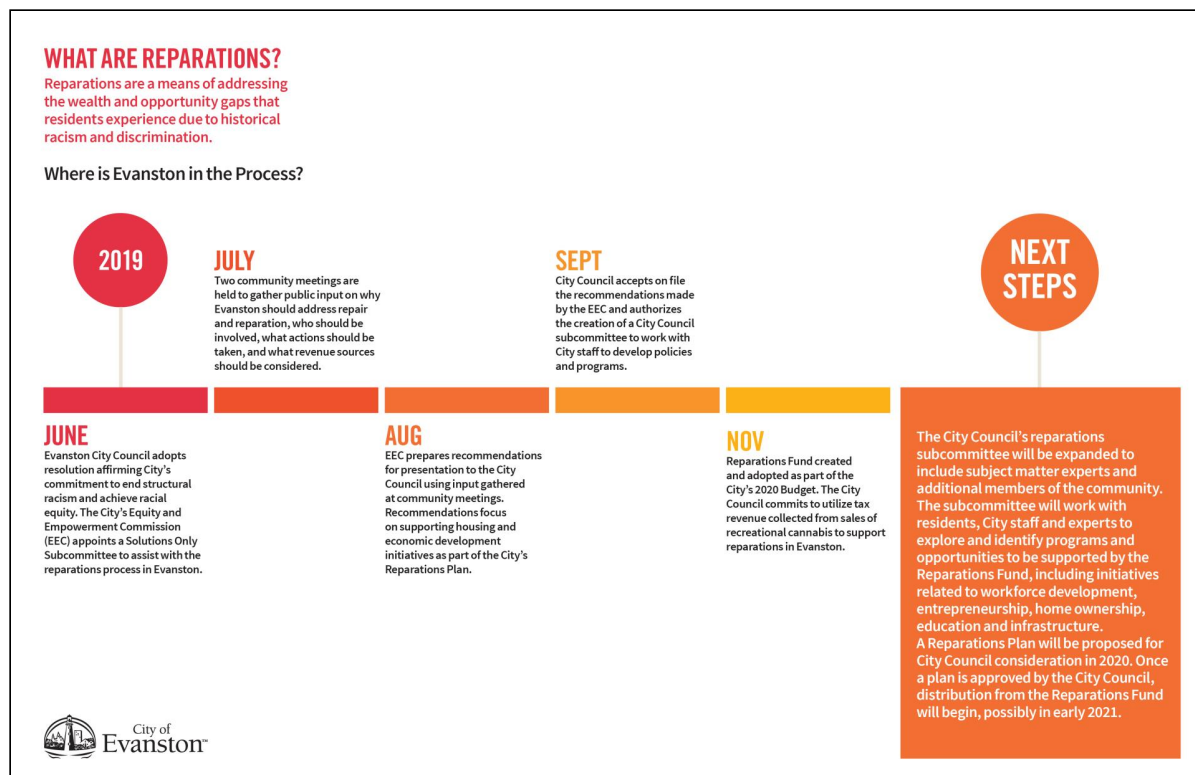 WHAT ARE REPARATIONS?
Reparations are a means of addressing
the wealth and opportunity gaps that
residents experience due to historical
racism and discrimination.
Where is Evanston in the Process?
2019
JUNE
Evanston City Council adopts
resolution affirming City’s
commitment to end structural
racism and achieve racial
equity. The City’s Equity and
Empowerment Commission
(EEC) appoints a Solutions Only
Subcommittee to assist with the
reparations process in Evanston.
JULY
Two community meetings are
held to gather public input on why
Evanston should address repair
and reparation, who should be
involved, what actions should be
taken, and what revenue sources
should be considered.
AUG
EEC prepares recommendations
for presentation to the City
Council using input gathered
at community meetings.
Recommendations focus
on supporting housing and
economic development
initiatives as part of the City’s
Reparations Plan.
SEPT
City Council accepts on file
the recommendations made
by the EEC and authorizes
the creation of a City Council
subcommittee to work with
City staff to develop policies
and programs.
NOV
Reparations Fund created
and adopted as part of the
City’s 2020 Budget. The City
Council commits to utilize tax
revenue collected from sales of
recreational cannabis to support
reparations in Evanston.
NEXT
STEPS
The City Council’s reparations
subcommittee will be expanded to
include subject matter experts and
additional members of the community.
The subcommittee will work with
residents, City staff and experts to
explore and identify programs and
opportunities to be supported by the
Reparations Fund, including initiatives
related to workforce development,
entrepreneurship, home ownership,
education and infrastructure.
A Reparations Plan will be proposed for
City Council consideration in 2020. Once
a plan is approved by the City Council,
distribution from the Reparations Fund
will begin, possibly in early 2021.
City of
Evanston™